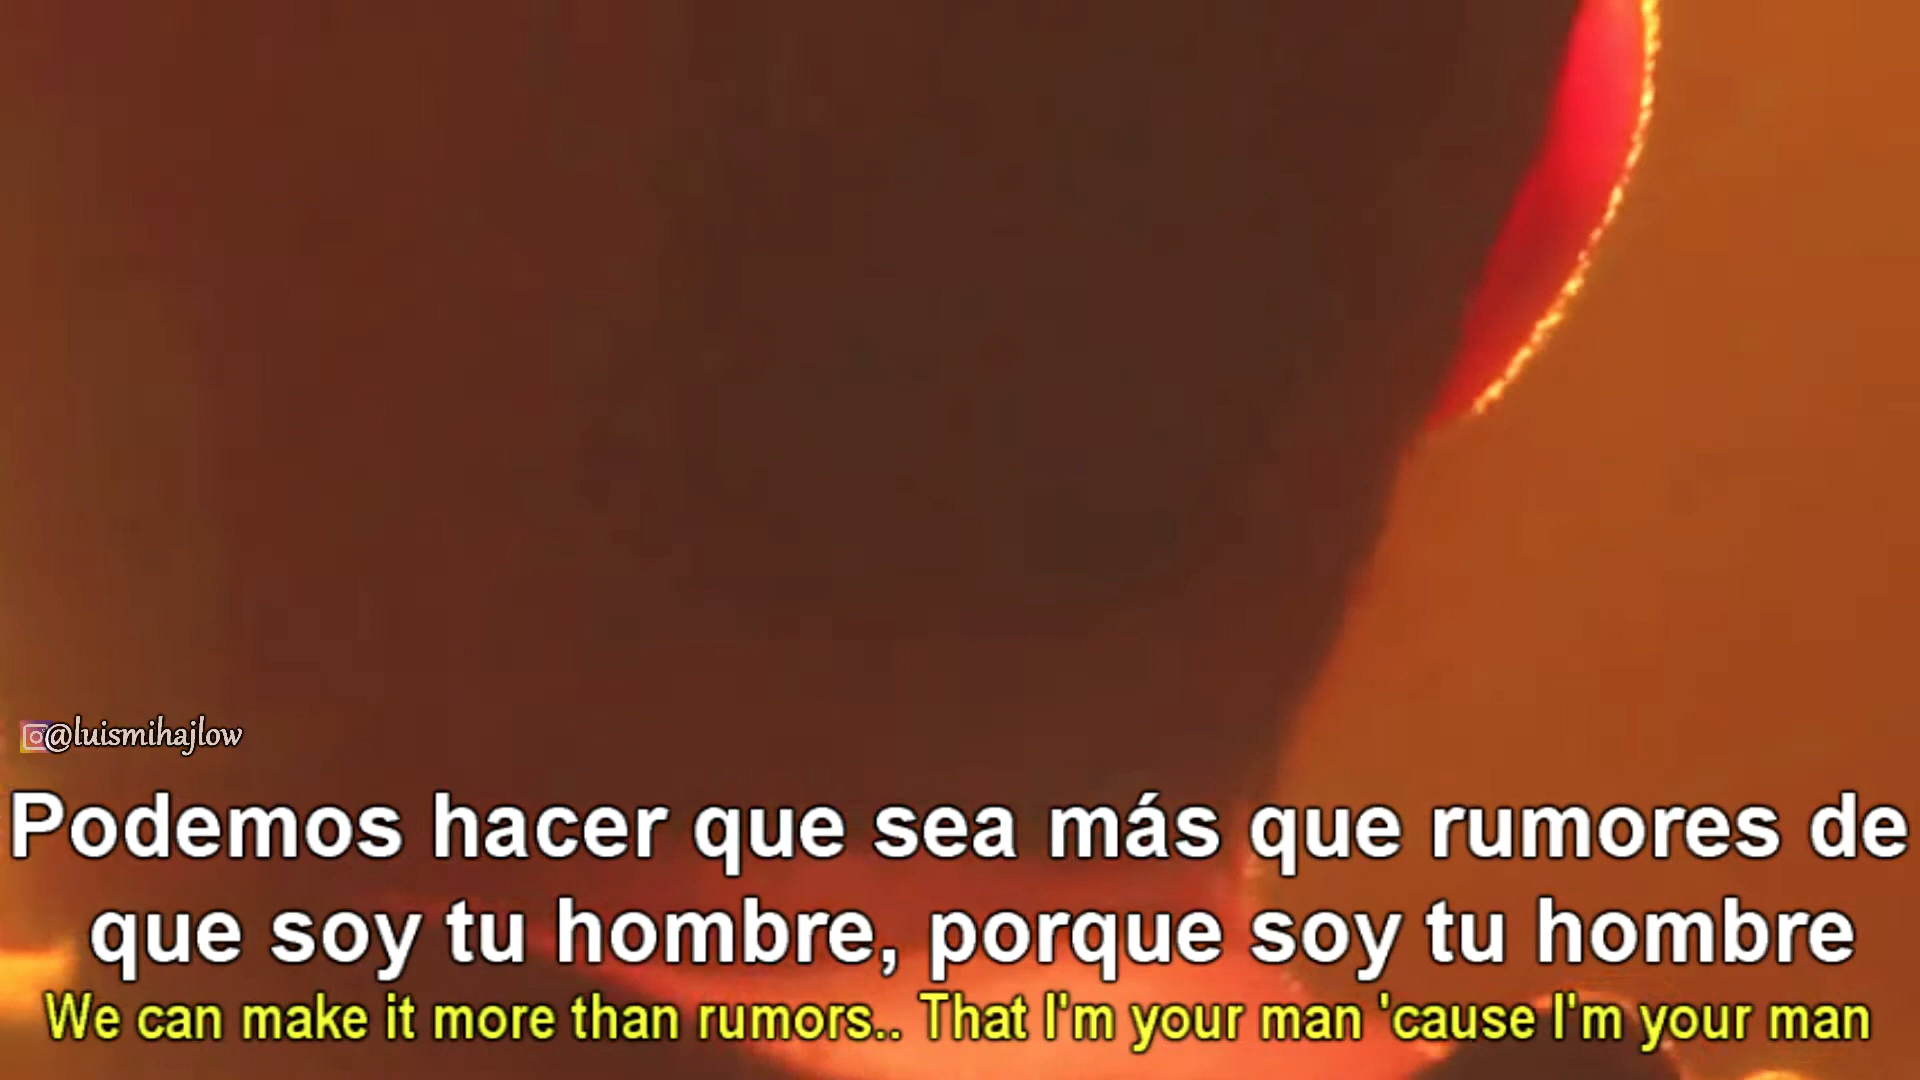 @luismihajlow
Podemos hacer que sea más que rumores de
que soy tu hombre, porque soy tu hombre
We can make it more than rumors.. That I'm your man 'cause I'm your man